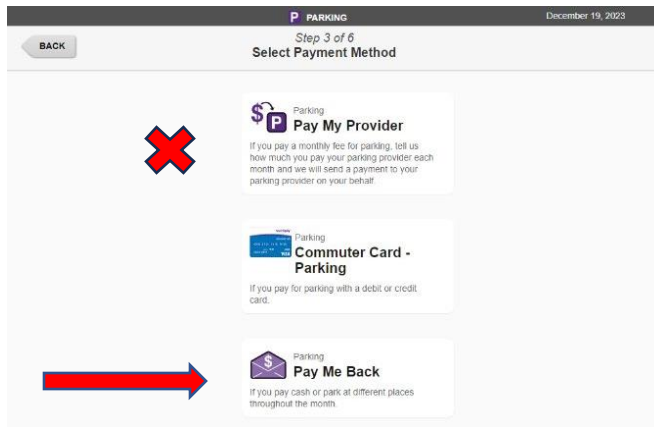 P PARKING
December 19, 2023
BACK
Step 3 of 6
Select Payment Method
$ P
Parking
Pay My Provider
If you pay a monthly fee for parking, tell us
how much you pay your parking provider each
month and we will send a payment to your
parking provider on your behalf.
Parking
Commuter Card -
Parking
If you pay for parking with a debit or credit
card.
$
Parking
Pay Me Back
If you pay cash or park at different places
throughout the month.